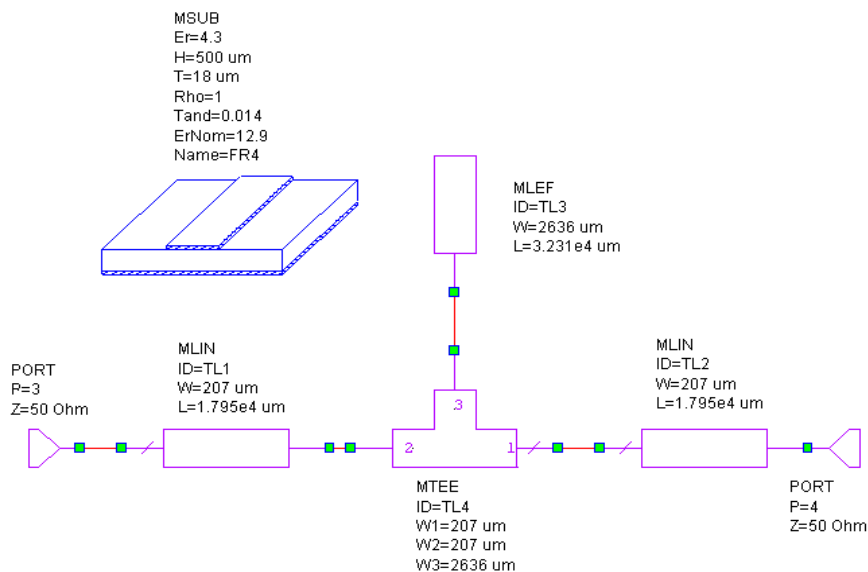 MSUB
Er=4.3
H=500 um
T=18 um
Rho=1
Tand=0.014
ErNom=12.9
Name=FR4
MLEF
ID=TL3
W=2636 um
L=3.231e4 um
PORT
P=3
Z=50 Ohm
MLIN
ID=TL1
W=207 um
L=1.795e4 um
MLIN
ID=TL2
W=207 um
L=1.795e4 um
3
2
1
MTEE
ID=TL4
W1=207 um
W2=207 um
W3=2636 um
PORT
P=4
Z=50 Ohm